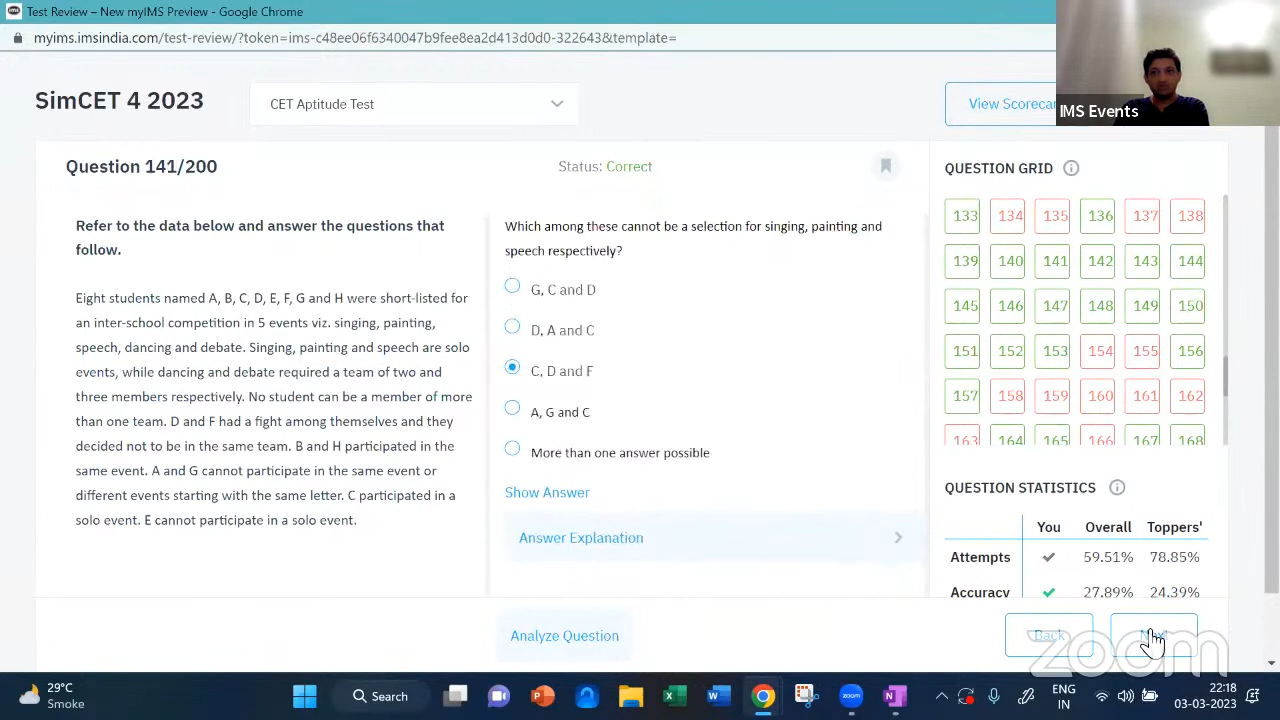 Test Review – New myIMS Preview - Google Chrome
myims.imsindia.com/test-review/?token=ims-c48ee06f6340047b9fee8ea2d413d0d0-322643&template=
SimCET 4 2023
CET Aptitude Test
View Scorecar
IMS Events
Question 141/200
Status: Correct
Refer to the data below and answer the questions that
follow.
Eight students named A, B, C, D, E, F, G and H were short-listed for
an inter-school competition in 5 events viz. singing, painting,
speech, dancing and debate. Singing, painting and speech are solo
events, while dancing and debate required a team of two and
three members respectively. No student can be a member of more
than one team. D and F had a fight among themselves and they
decided not to be in the same team. B and H participated in the
same event. A and G cannot participate in the same event or
different events starting with the same letter. C participated in a
solo event. E cannot participate in a solo event.
Which among these cannot be a selection for singing, painting and
speech respectively?
G, C and D
D, A and C
C, D and F
A, G and C
More than one answer possible
Show Answer
Answer Explanation
Analyze Question
QUESTION GRID
133 134 135 136 137 138
139 140 141 142 143 144
145 146 147 148 149 150
151 152 153 154 155 156
157 158 159 160 161 162
163 164 165 166 167 168
QUESTION STATISTICS
You Overall Toppers'
Attempts 59.51% 78.85%
Accuracy 27.89% 24.39%
Back
zoom
29°C
Smoke
Search
zoom
ENG
IN
22:18
03-03-2023